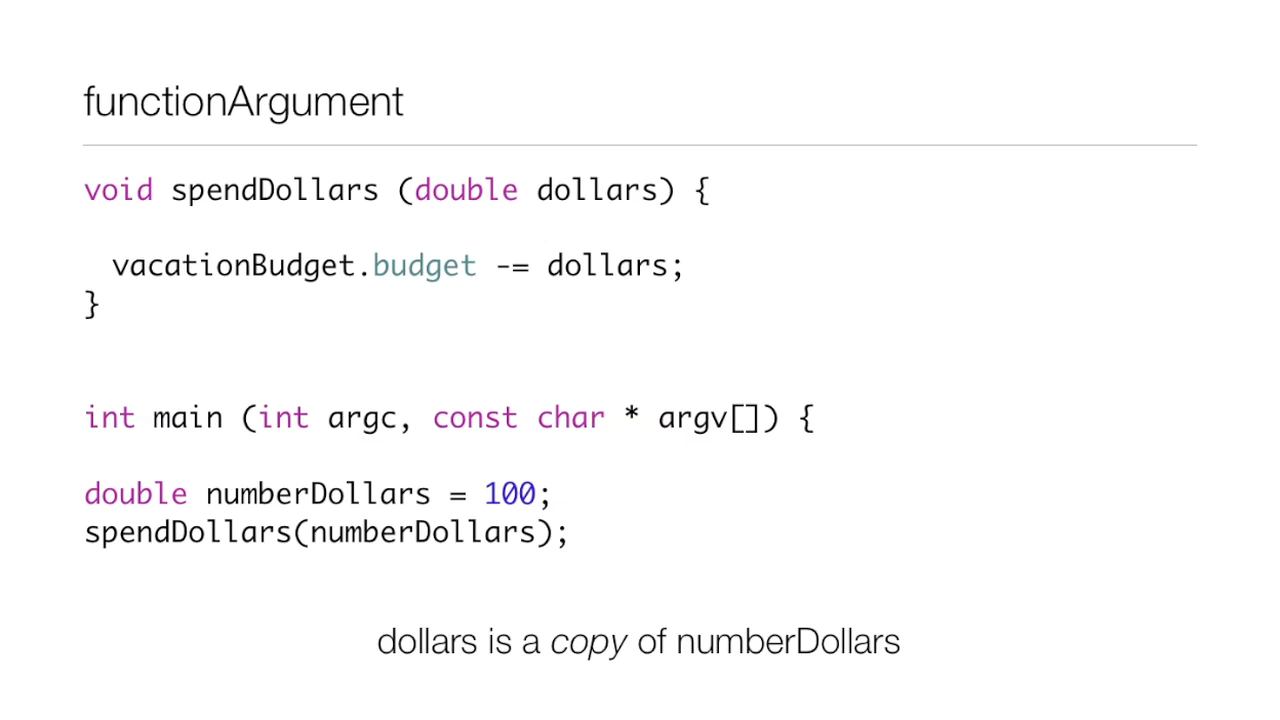 functionArgument
void spendDollars (double dollars) {
vacationBudget.budget -= dollars;
}
int main (int argc, const char * argv[]) {
double numberDollars = 100;
spendDollars(numberDollars);
dollars is a copy of numberDollars